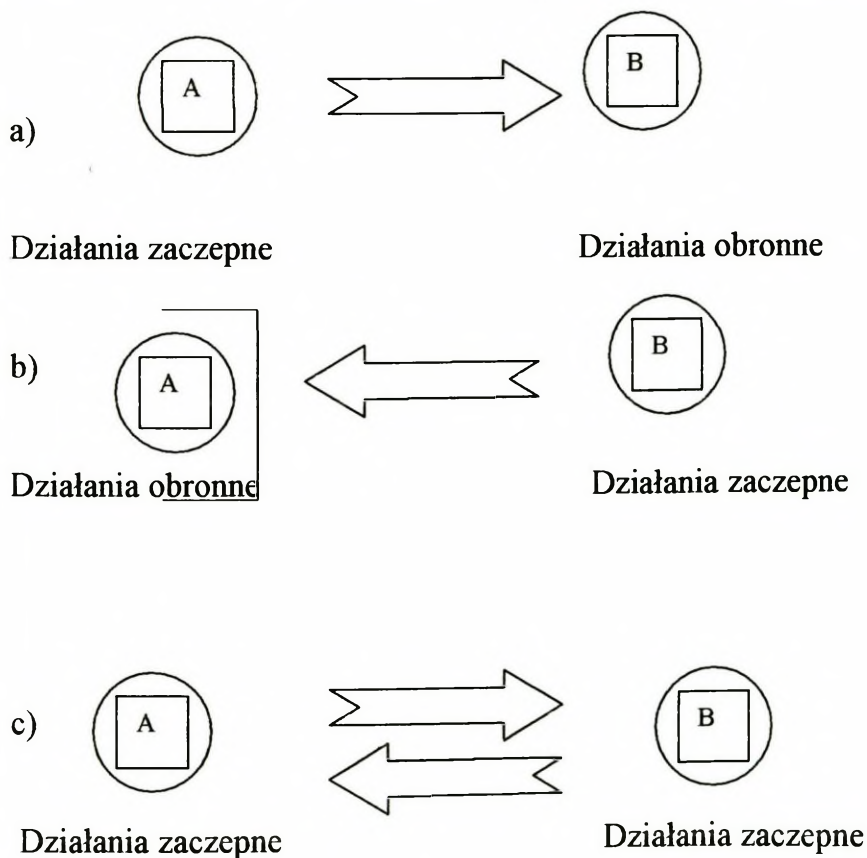 A B
a)
Działania zaczepne Działania obronne
b) A B
Działania obronne Działania zaczepne
c) A B
Działania zaczepne Działania zaczepne